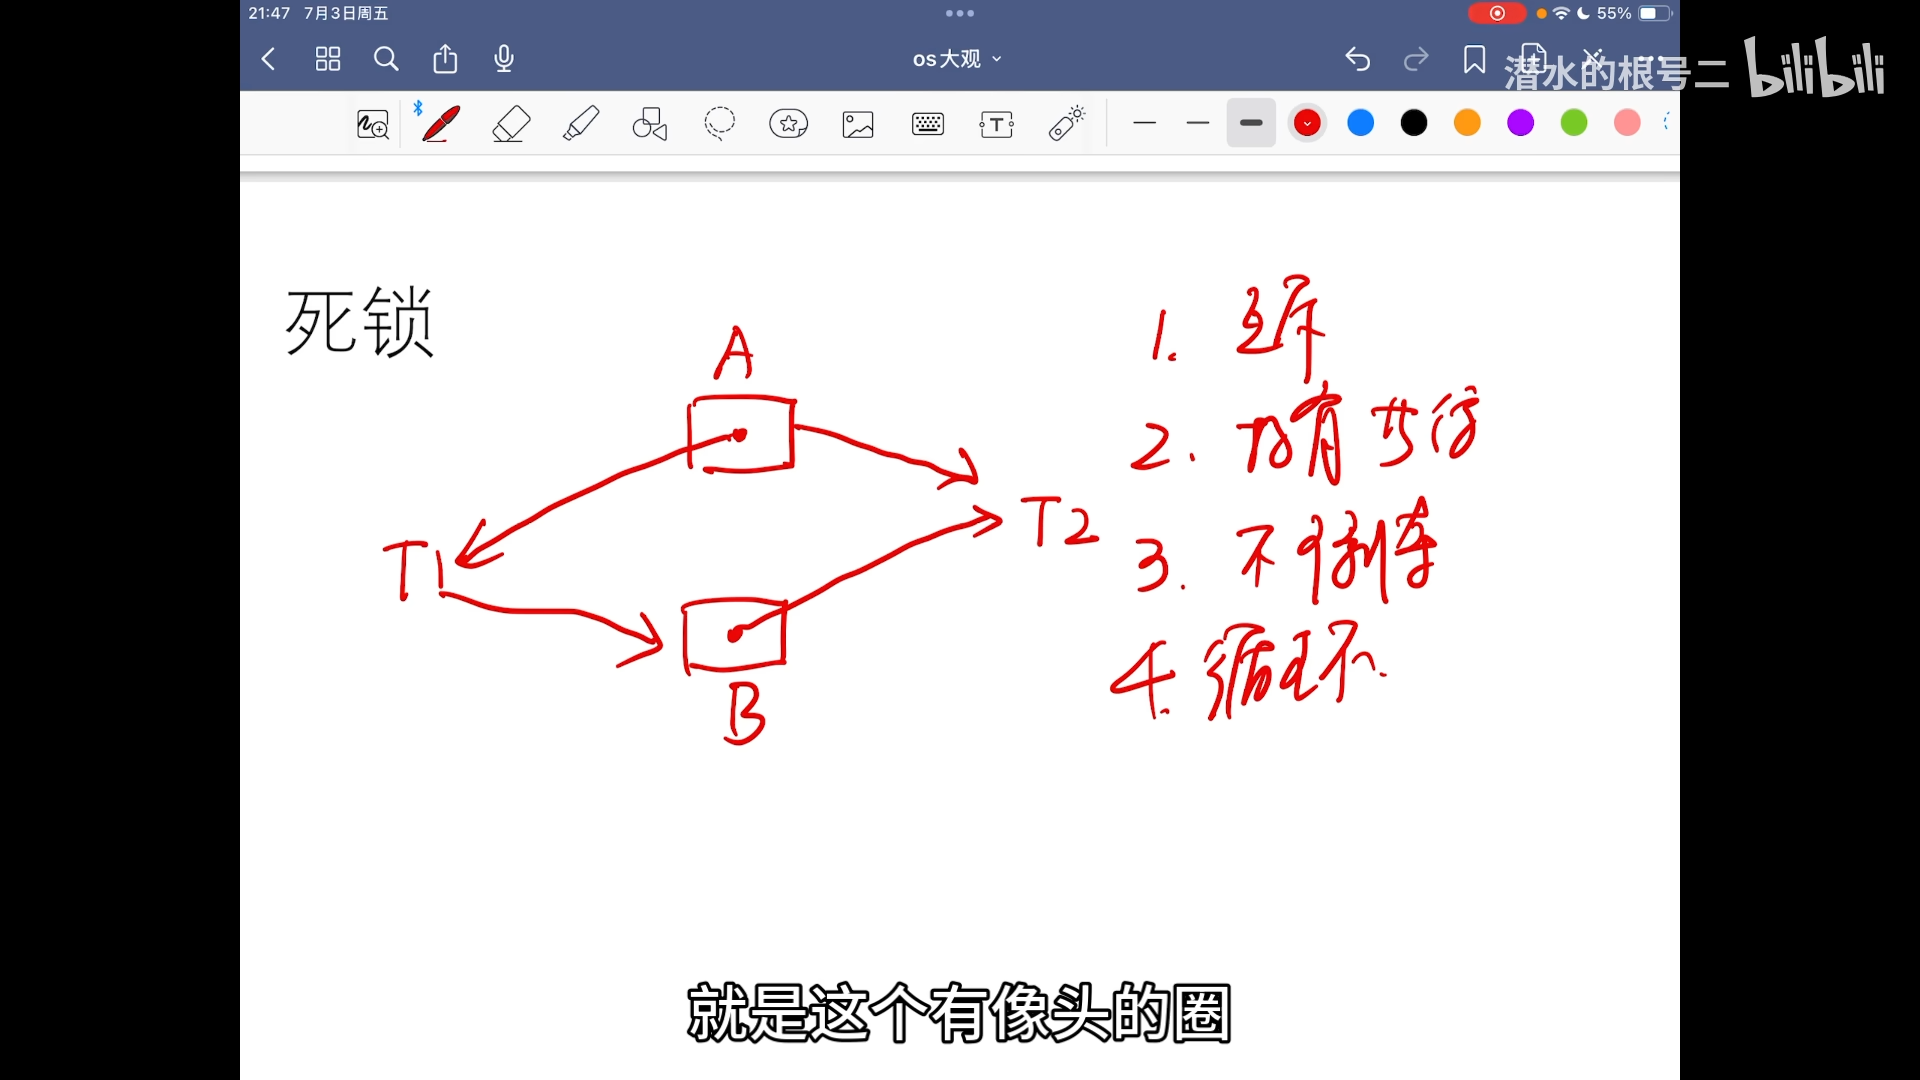 21:47 7月3日周五
55%
os大观
潜水的根号二 bilibili
死锁
A
T1
T2
B
1. 互斥
2. 持有并等
3. 不可剥夺
4. 循环
就是这个有像头的圈